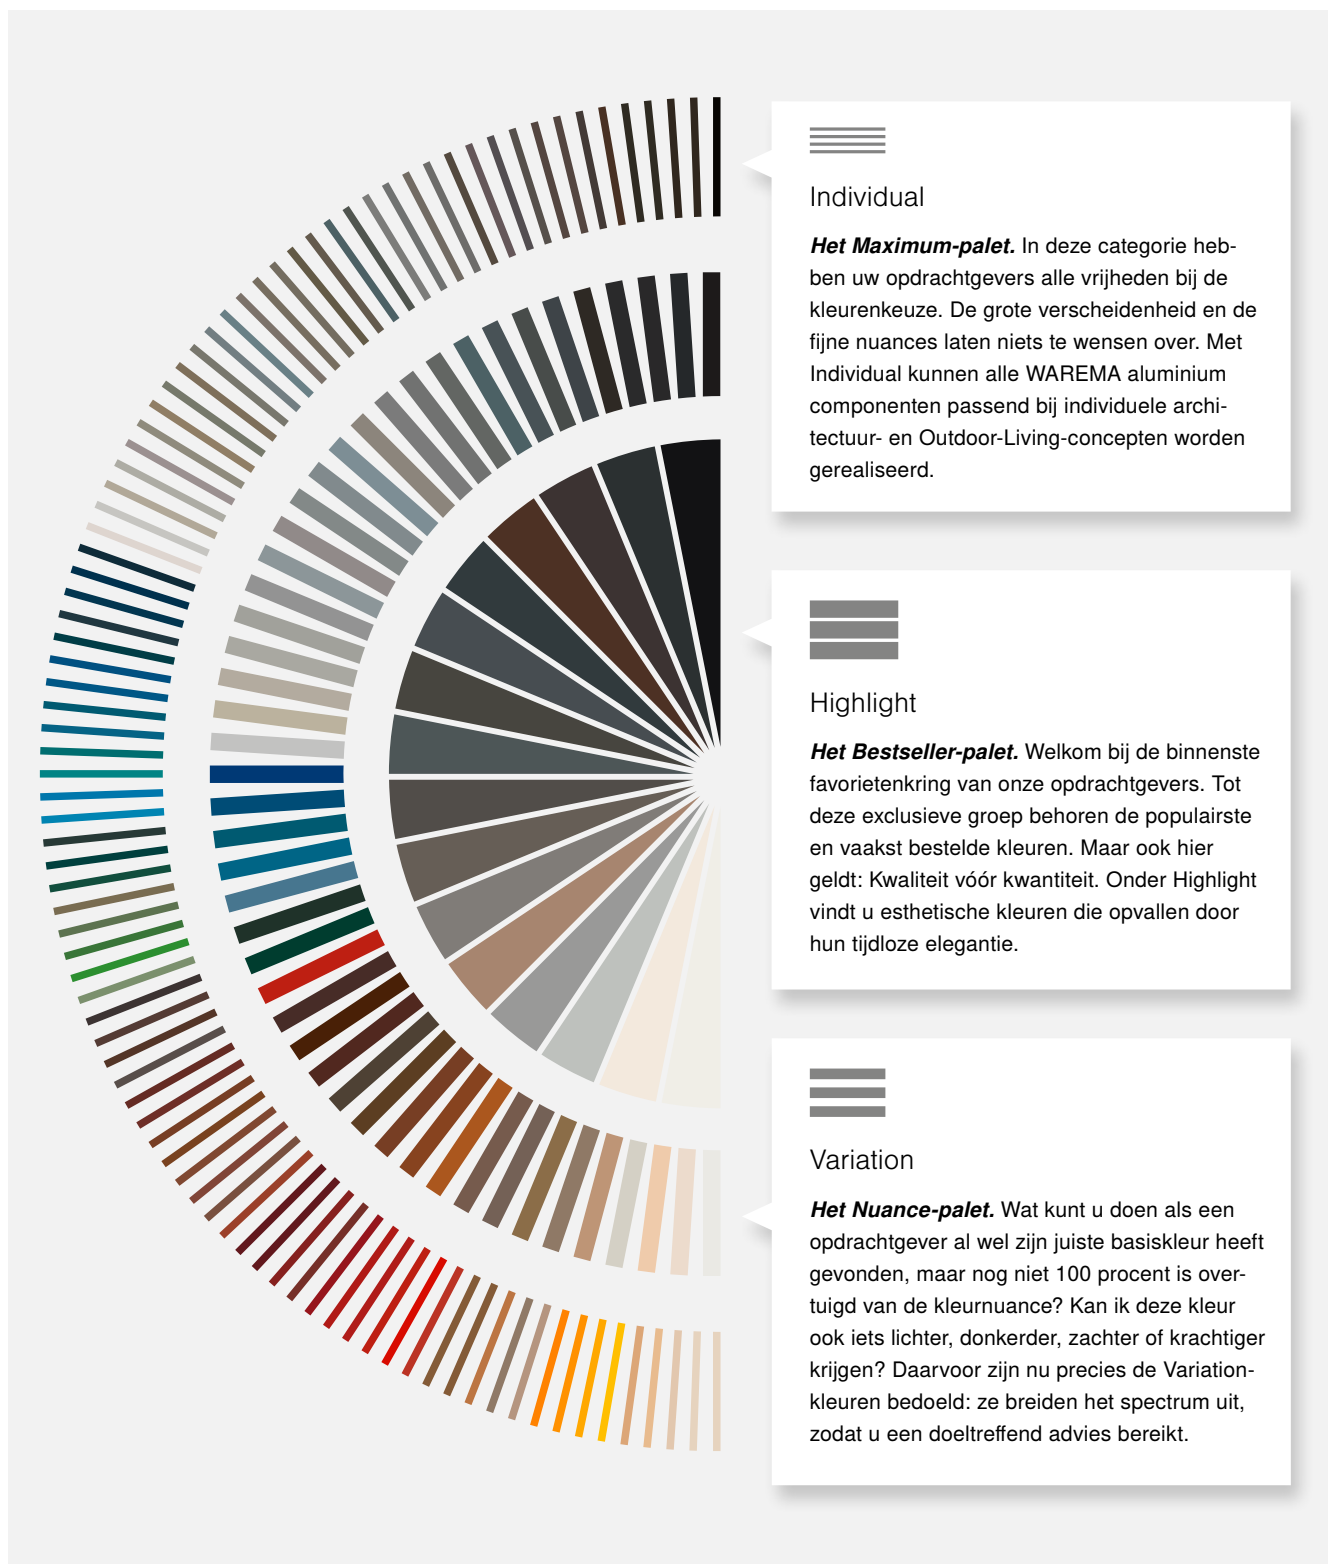 Individual
Het Maximum-palet. In deze categorie heb-
ben uw opdrachtgevers alle vrijheden bij de
kleurenkeuze. De grote verscheidenheid en de
fijne nuances laten niets te wensen over. Met
Individual kunnen alle WAREMA aluminium
componenten passend bij individuele archi-
tectuur- en Outdoor-Living-concepten worden
gerealiseerd.
Highlight
Het Bestseller-palet. Welkom bij de binnenste
favorietenkring van onze opdrachtgevers. Tot
deze exclusieve groep behoren de populairste
en vaakst bestelde kleuren. Maar ook hier
geldt: Kwaliteit vóór kwantiteit. Onder Highlight
vindt u esthetische kleuren die opvallen door
hun tijdloze elegantie.
Variation
Het Nuance-palet. Wat kunt u doen als een
opdrachtgever al wel zijn juiste basiskleur heeft
gevonden, maar nog niet 100 procent is over-
tuigd van de kleurnuance? Kan ik deze kleur
ook iets lichter, donkerder, zachter of krachtiger
krijgen? Daarvoor zijn nu precies de Variation-
kleuren bedoeld: ze breiden het spectrum uit,
zodat u een doeltreffend advies bereikt.